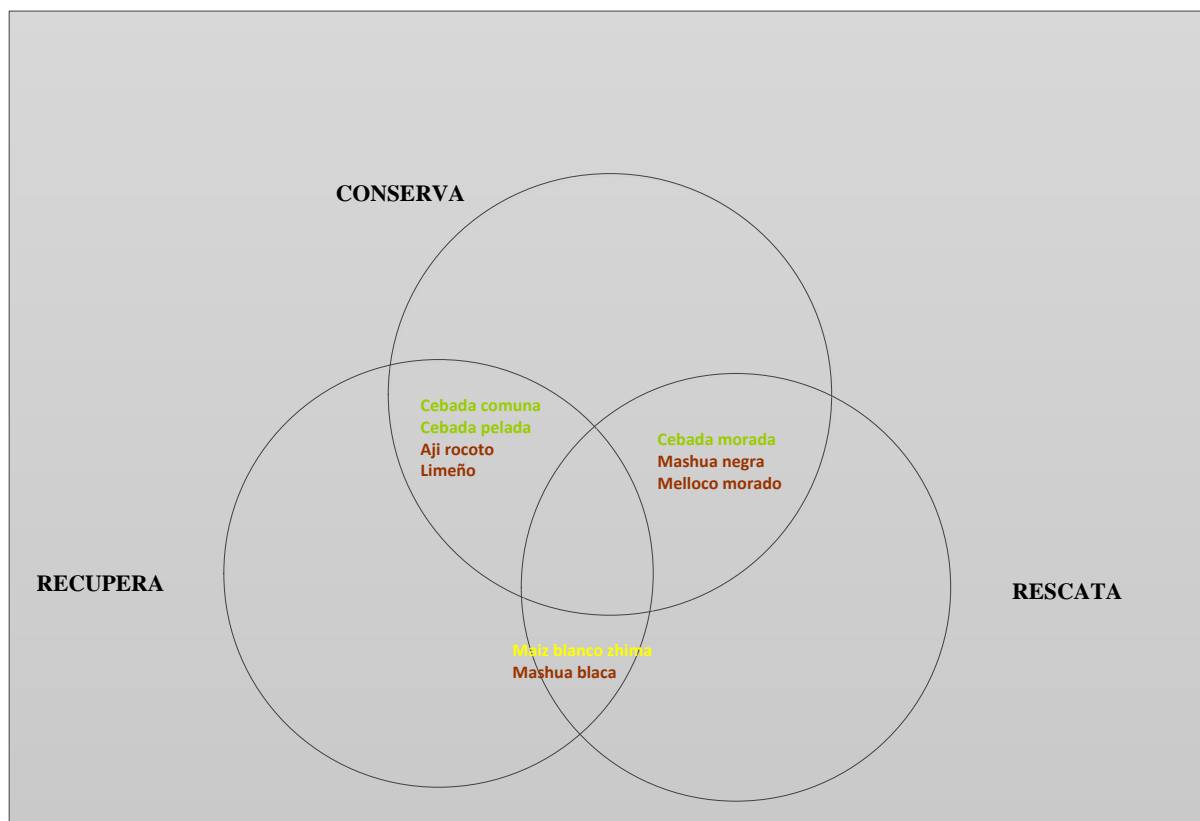 CONSERVA
Cebada comuna
Cebada pelada
Aji rocoto
Limeño
Cebada morada
Mashua negra
Melloco morado
RECUPERA
RESCATA
Maiz blanco zhima
Mashua blaca